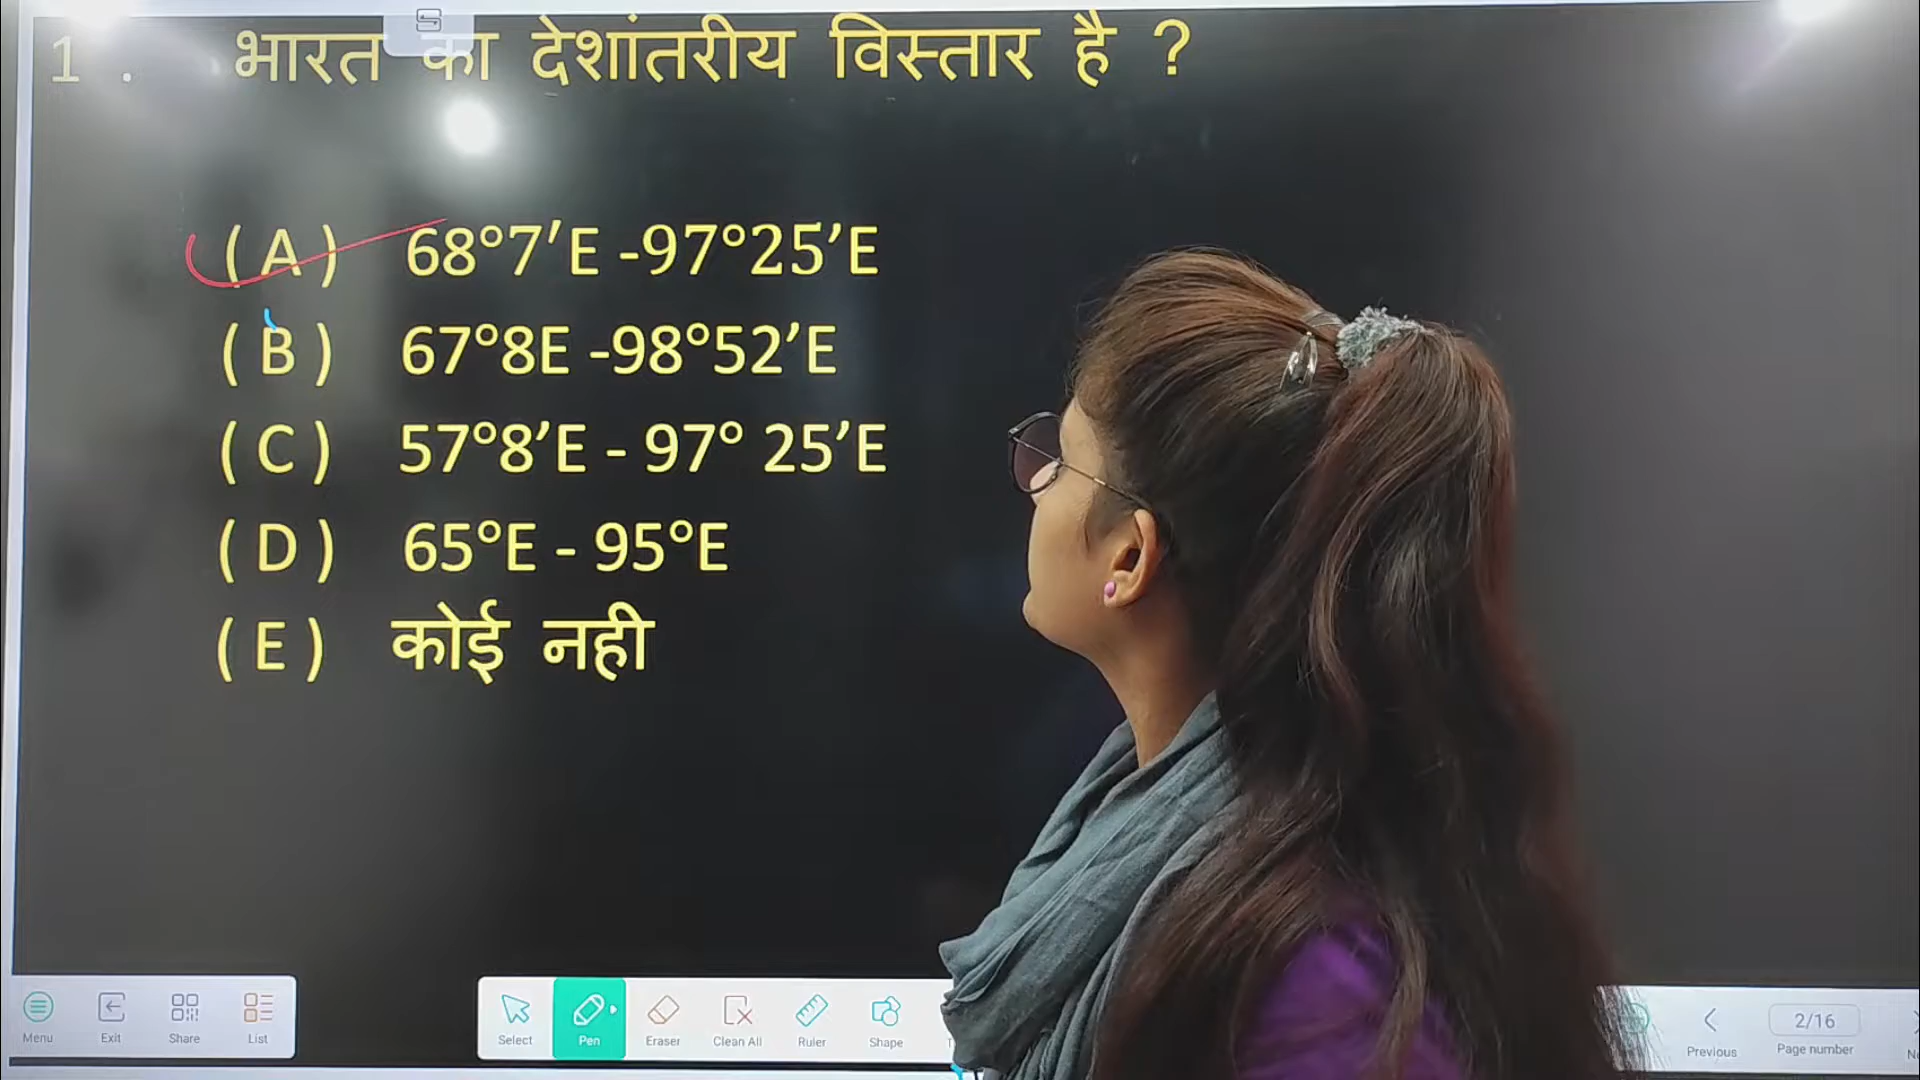 1 . भारत का देशांतरीय विस्तार है ?
( A ) 68°7′E -97°25’E
( B ) 67°8E -98°52’E
( C ) 57°8’E - 97° 25’E
( D ) 65°E - 95°E
( E ) कोई नही
Menu Exit Share List Select Pen Eraser Clean All Ruler Shape Previous 2/16 Page number